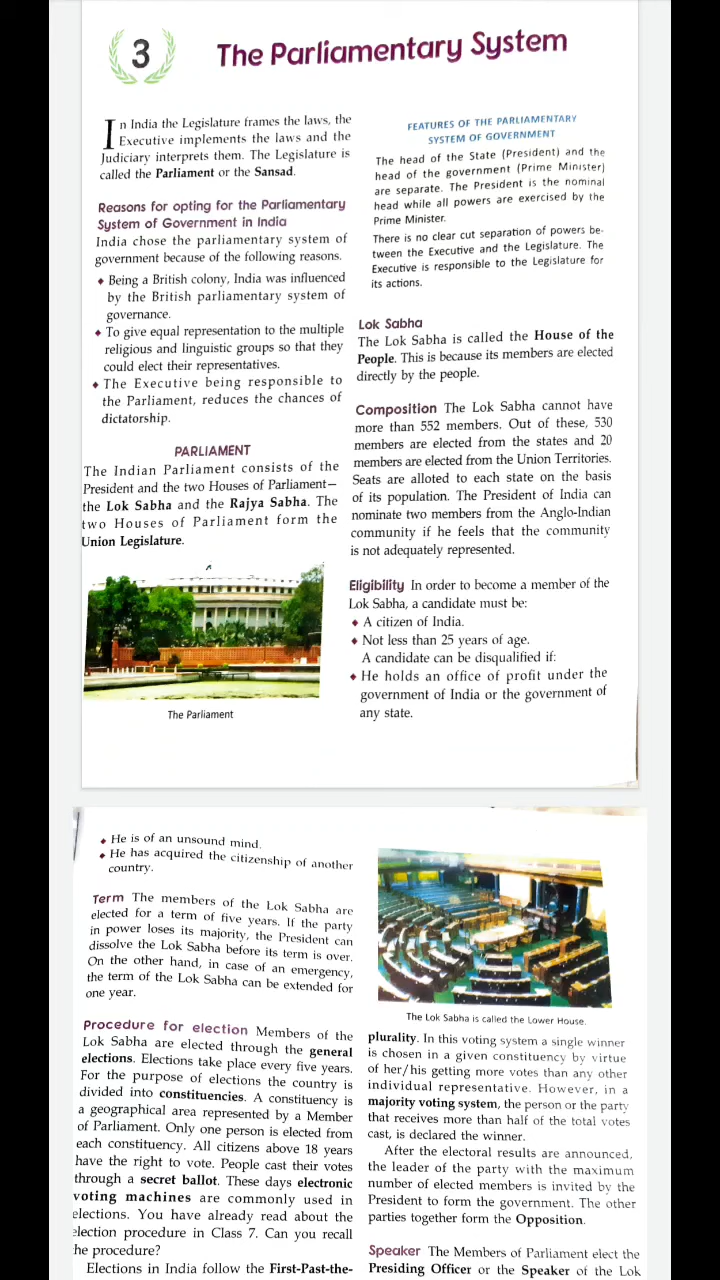 3
The Parliamentary System
In India the Legislature frames the laws, the
Executive implements the laws and the
Judiciary interprets them. The Legislature is
called the Parliament or the Sansad.
Reasons for opting for the Parliamentary
System of Government in India
India chose the parliamentary system of
government because of the following reasons.
♦ Being a British colony, India was influenced
by the British parliamentary system of
governance.
♦ To give equal representation to the multiple
religious and linguistic groups so that they
could elect their representatives.
♦ The Executive being responsible to
the Parliament, reduces the chances of
dictatorship.
PARLIAMENT
The Indian Parliament consists of the
President and the two Houses of Parliament—
the Lok Sabha and the Rajya Sabha. The
two Houses of Parliament form the
Union Legislature.
The Parliament
FEATURES OF THE PARLIAMENTARY
SYSTEM OF GOVERNMENT
The head of the State (President) and the
head of the government (Prime Minister)
are separate. The President is the nominal
head while all powers are exercised by the
Prime Minister.
There is no clear cut separation of powers be-
tween the Executive and the Legislature. The
Executive is responsible to the Legislature for
its actions.
Lok Sabha
The Lok Sabha is called the House of the
People. This is because its members are elected
directly by the people.
Composition The Lok Sabha cannot have
more than 552 members. Out of these, 530
members are elected from the states and 20
members are elected from the Union Territories.
Seats are alloted to each state on the basis
of its population. The President of India can
nominate two members from the Anglo-Indian
community if he feels that the community
is not adequately represented.
Eligibility In order to become a member of the
Lok Sabha, a candidate must be:
♦ A citizen of India.
♦ Not less than 25 years of age.
A candidate can be disqualified if:
♦ He holds an office of profit under the
government of India or the government of
any state.
♦ He is of an unsound mind.
♦ He has acquired the citizenship of another
country.
Term The members of the Lok Sabha are
elected for a term of five years. If the party
in power loses its majority, the President can
dissolve the Lok Sabha before its term is over.
On the other hand, in case of an emergency,
the term of the Lok Sabha can be extended for
one year.
Procedure for election Members of the
Lok Sabha are elected through the general
elections. Elections take place every five years.
For the purpose of elections the country is
divided into constituencies. A constituency is
a geographical area represented by a Member
of Parliament. Only one person is elected from
each constituency. All citizens above 18 years
have the right to vote. People cast their votes
through a secret ballot. These days electronic
voting machines are commonly used in
elections. You have already read about the
election procedure in Class 7. Can you recall
he procedure?
Elections in India follow the First-Past-the-
The Lok Sabha is called the Lower House.
plurality. In this voting system a single winner
is chosen in a given constituency by virtue
of her/his getting more votes than any other
individual representative. However, in a
majority voting system, the person or the party
that receives more than half of the total votes
cast, is declared the winner.
After the electoral results are announced,
the leader of the party with the maximum
number of elected members is invited by the
President to form the government. The other
parties together form the Opposition.
Speaker The Members of Parliament elect the
Presiding Officer or the Speaker of the Lok